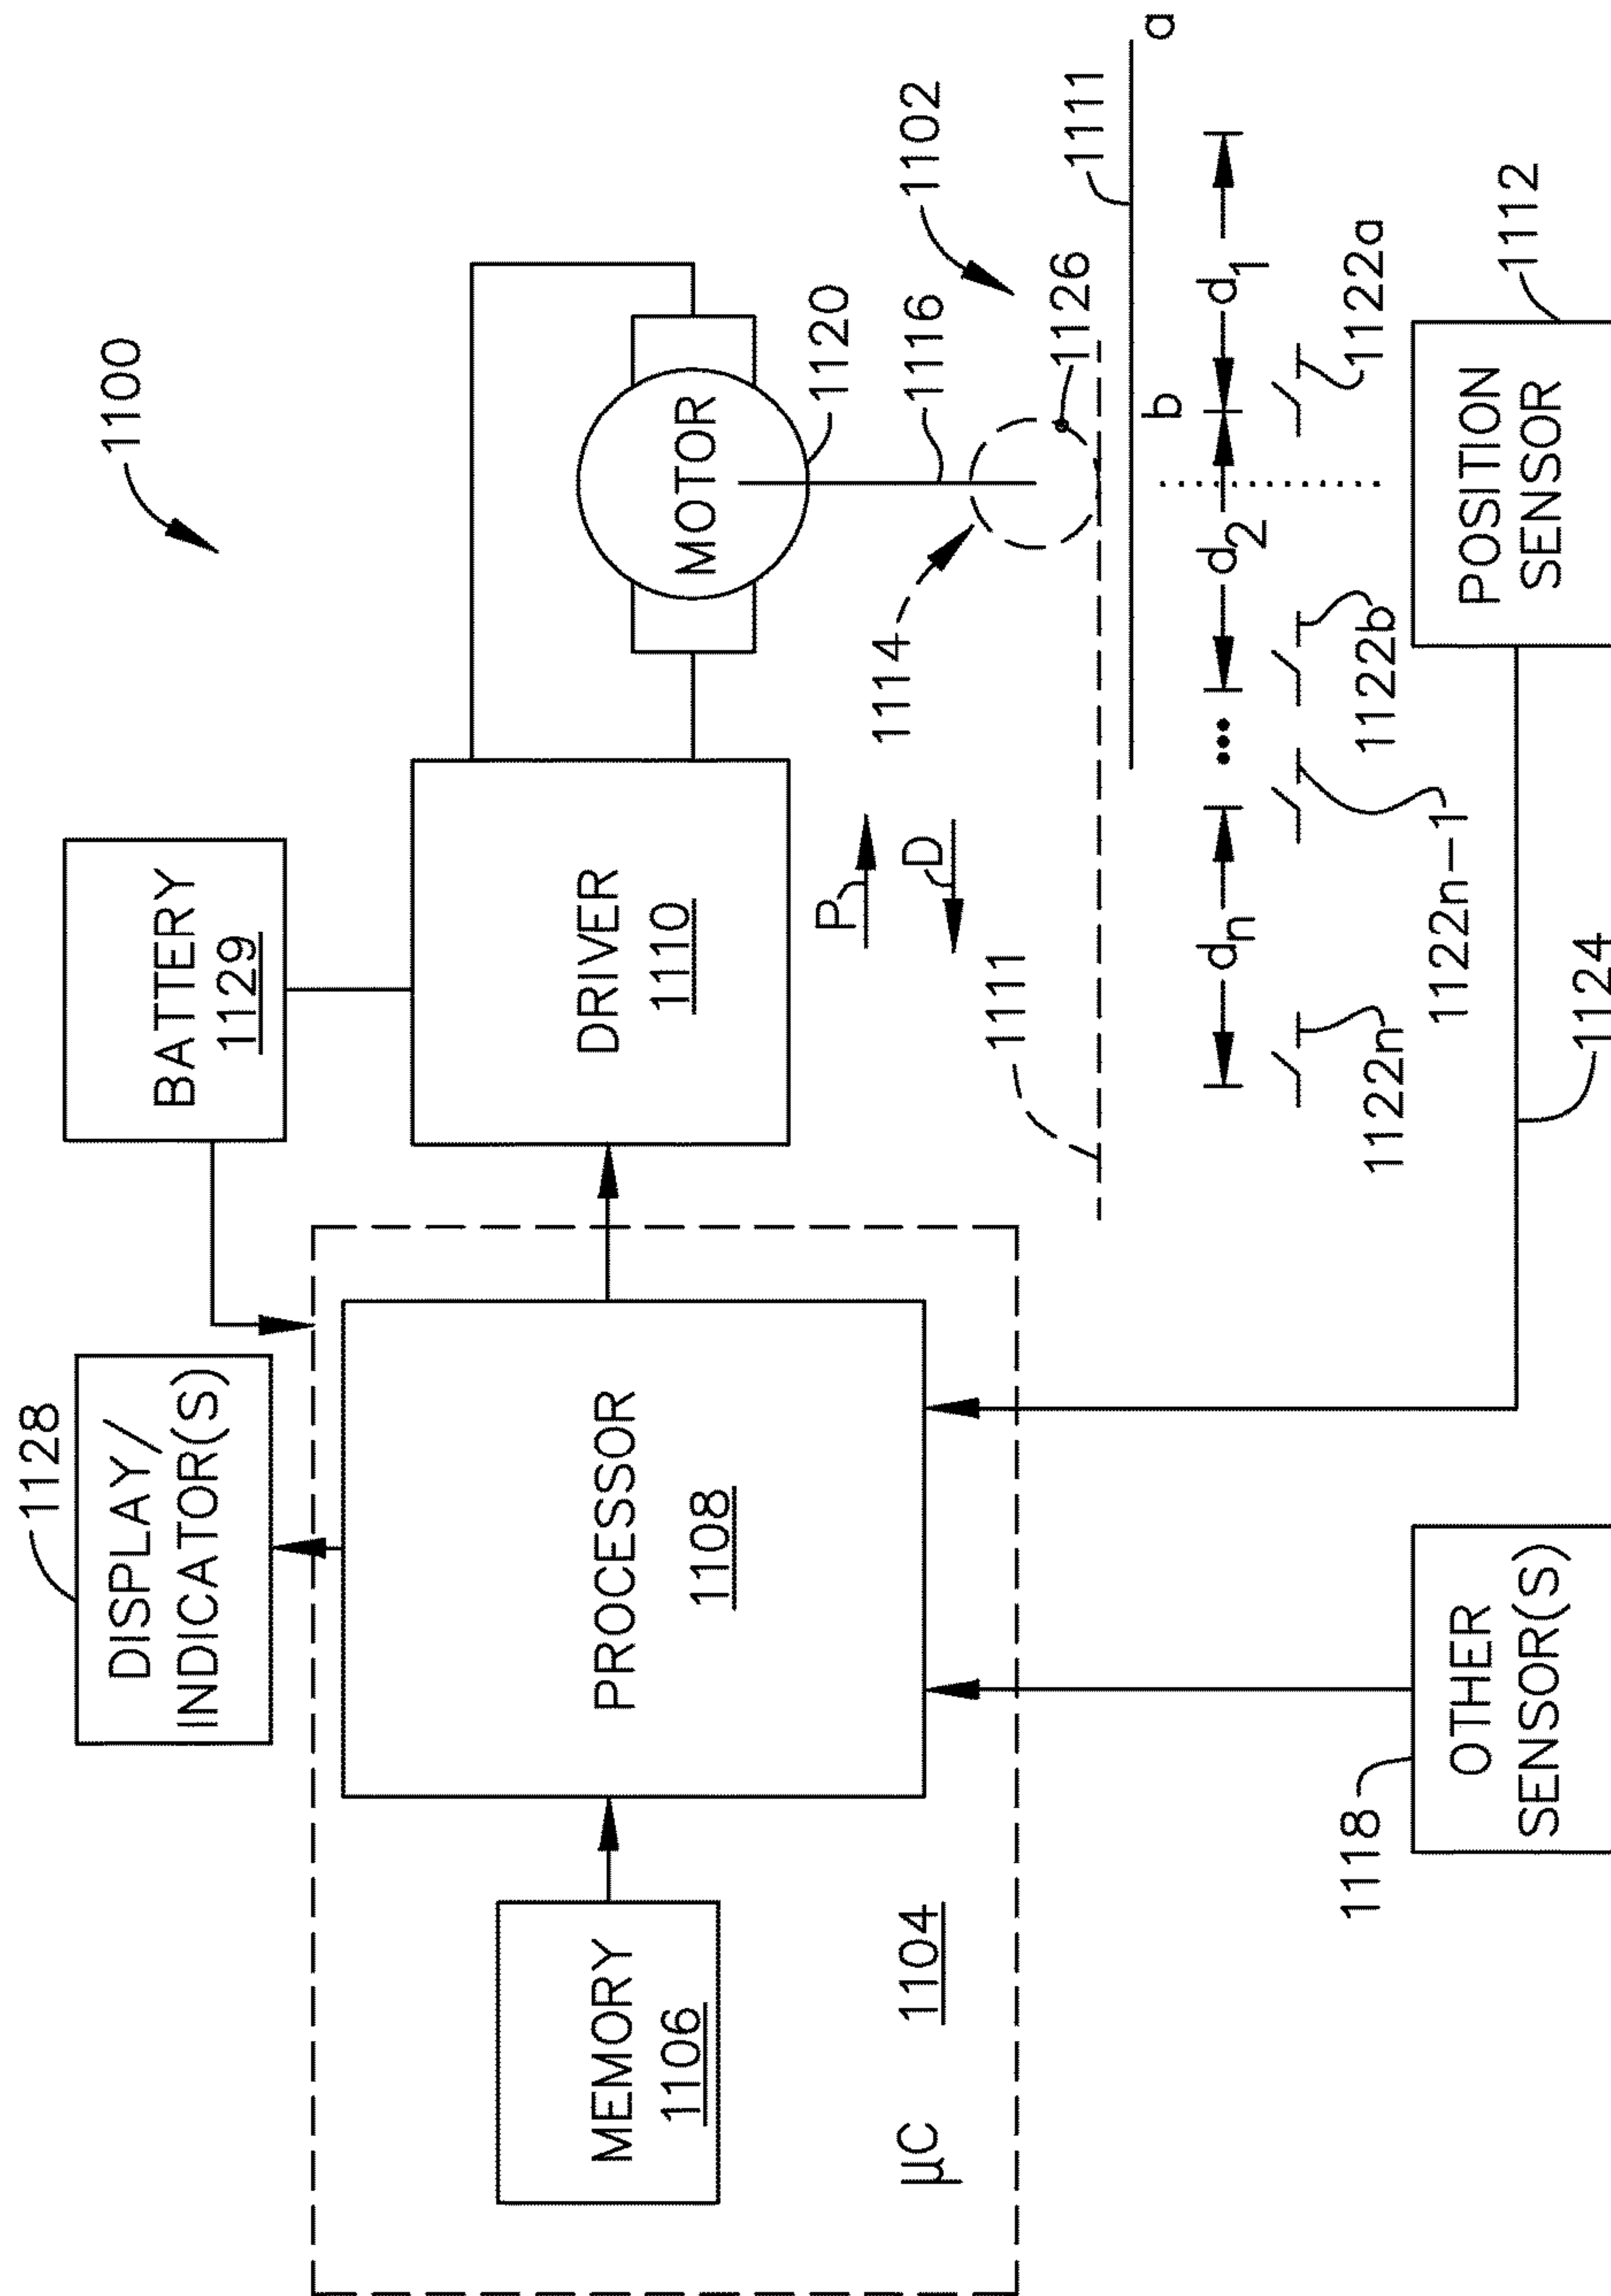 1100
1128
DISPLAY/
INDICATOR(S)
BATTERY
1129
MEMORY
1106
PROCESSOR
1108
DRIVER
1110
MOTOR
1120
1116
1114
1102
1126
P
D
µC
1104
1111
1111
a
b
dn
d2
d1
1122n
1122n–1
1122b
1122a
1118
OTHER
SENSOR(S)
1124
POSITION
SENSOR
1112